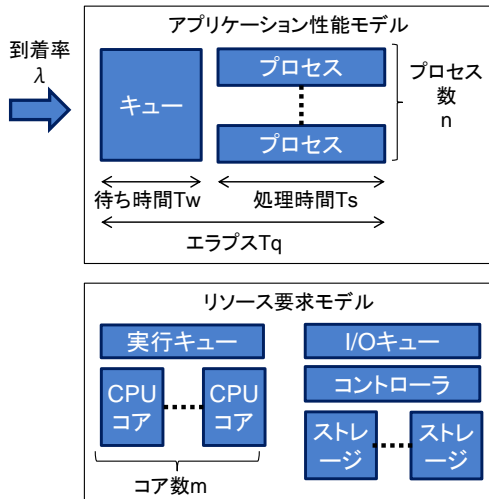 アプリケーション性能モデル
到着率
λ
キュー
プロセス
プロセス
プロセス
数
n
待ち時間Tw
処理時間Ts
エラプスTq
リソース要求モデル
実行キュー
I/Oキュー
コントローラ
CPU
コア
CPU
コア
ストレ
ージ
ストレ
ージ
コア数m